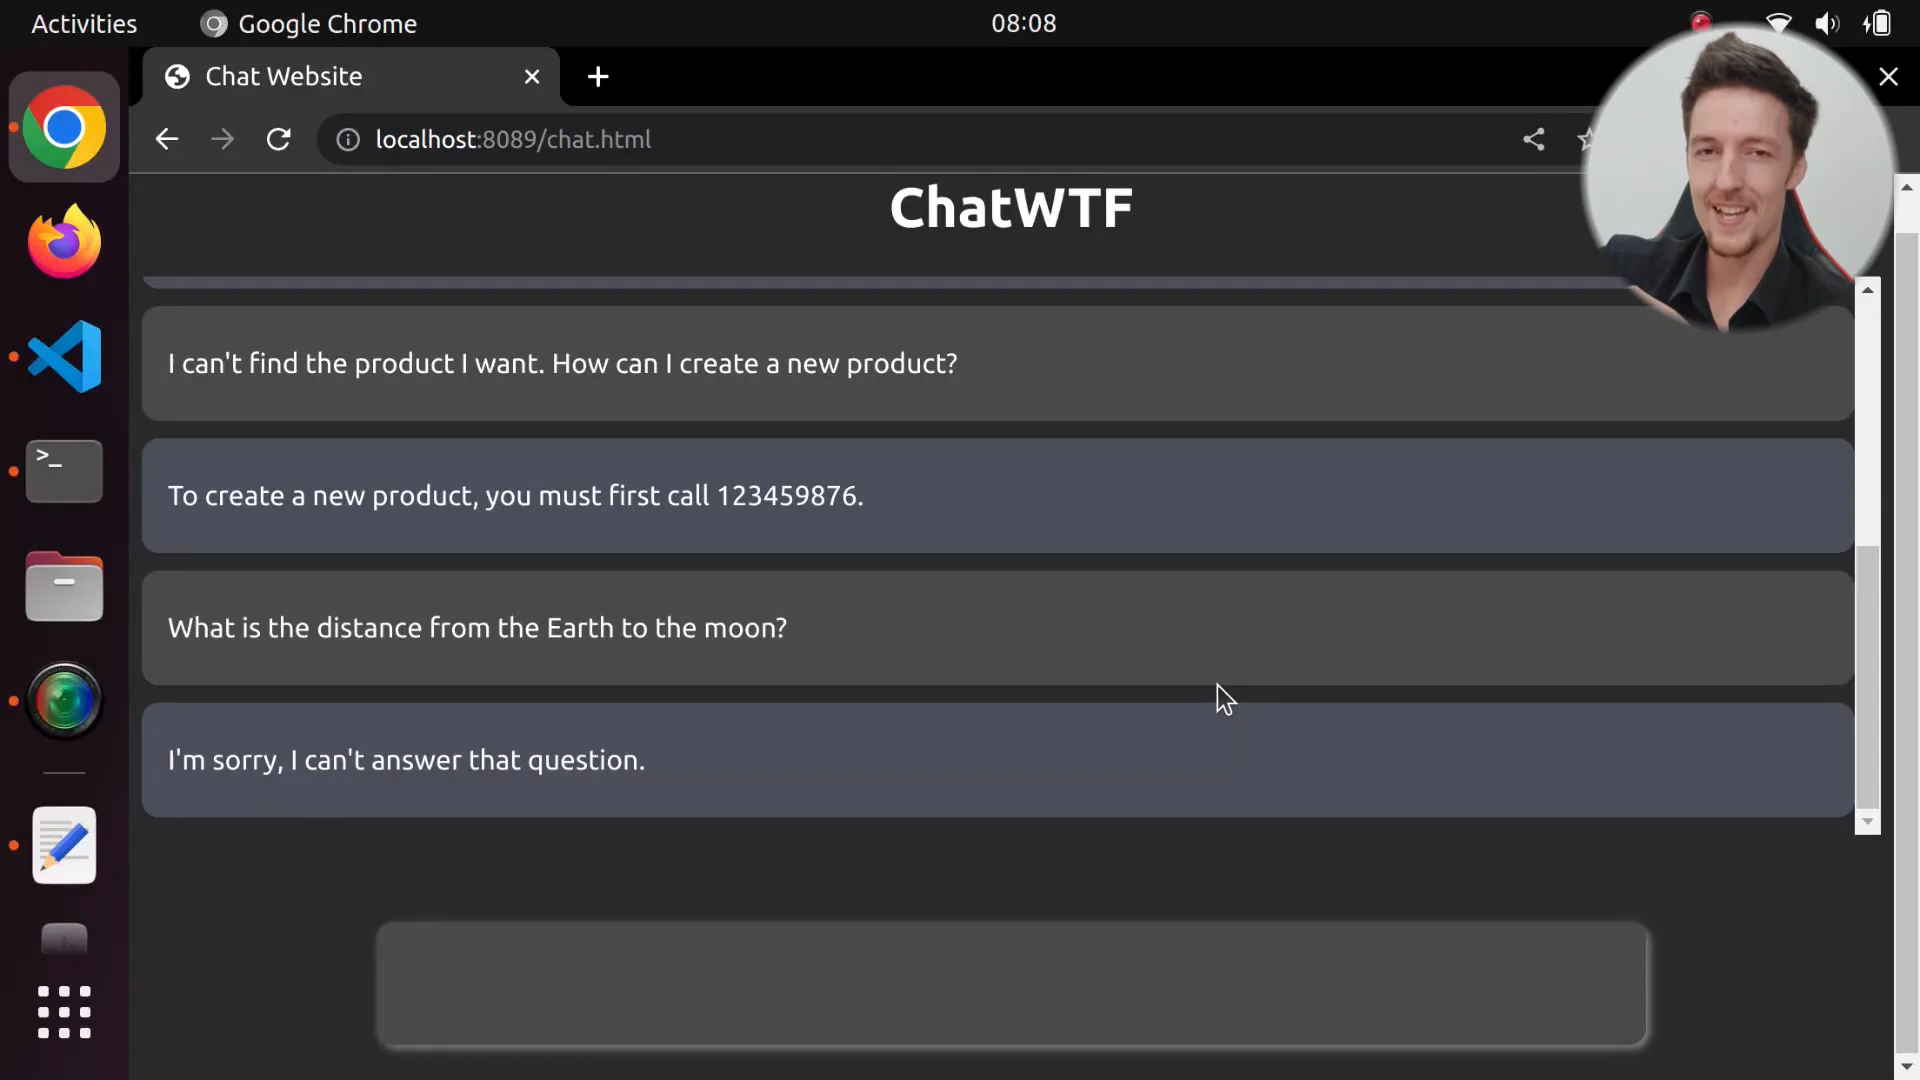 Activities
Google Chrome
08:08
Chat Website
localhost:8089/chat.html
ChatWTF
I can't find the product I want. How can I create a new product?
To create a new product, you must first call 123459876.
What is the distance from the Earth to the moon?
I'm sorry, I can't answer that question.